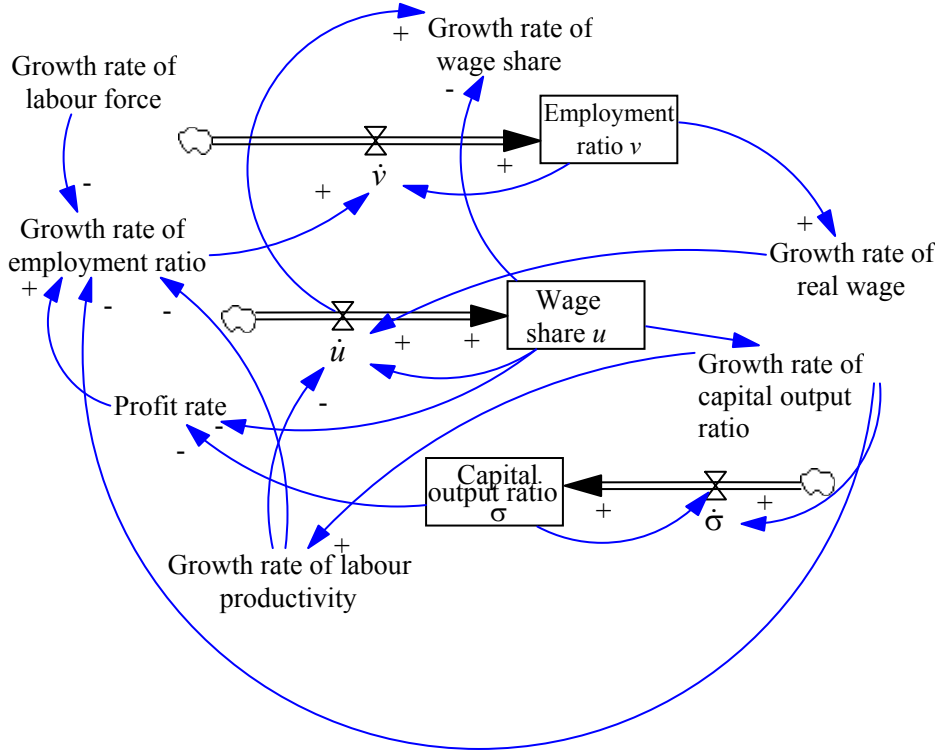 Growth rate of
wage share
+
-
Growth rate of
labour force
-
Employment
ratio v
v̇
+
+
+
Growth rate of
employment ratio
+
-
-
Growth rate of
real wage
Wage
share u
u̇
+
+
-
Growth rate of
capital output
ratio
Profit rate
-
-
Capital
output ratio
σ
+
σ̇
+
+
Growth rate of labour
productivity